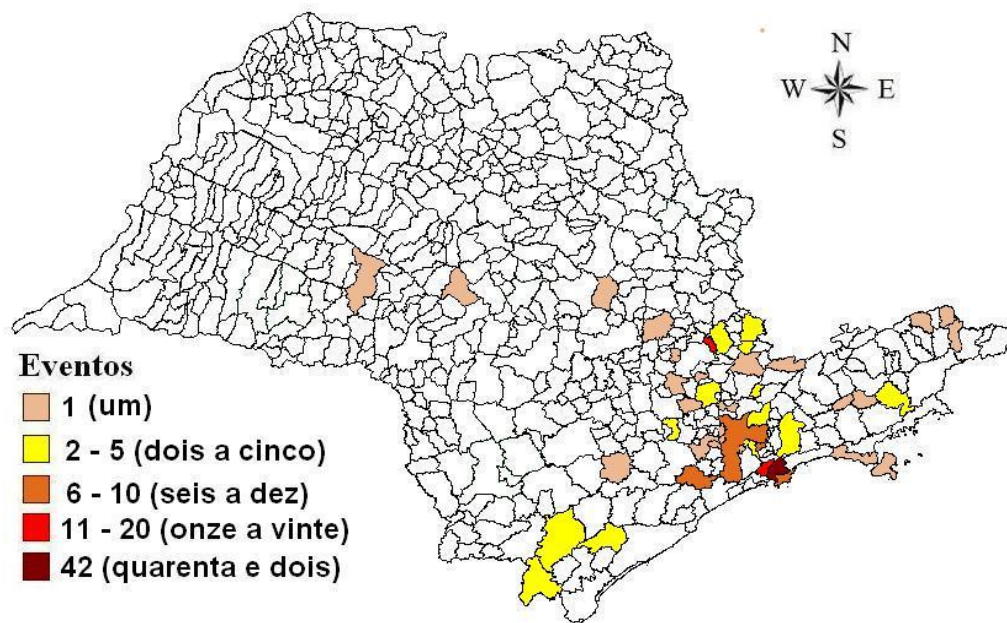 N
W E
S
Eventos
1 (um)
2 - 5 (dois a cinco)
6 - 10 (seis a dez)
11 - 20 (onze a vinte)
42 (quarenta e dois)